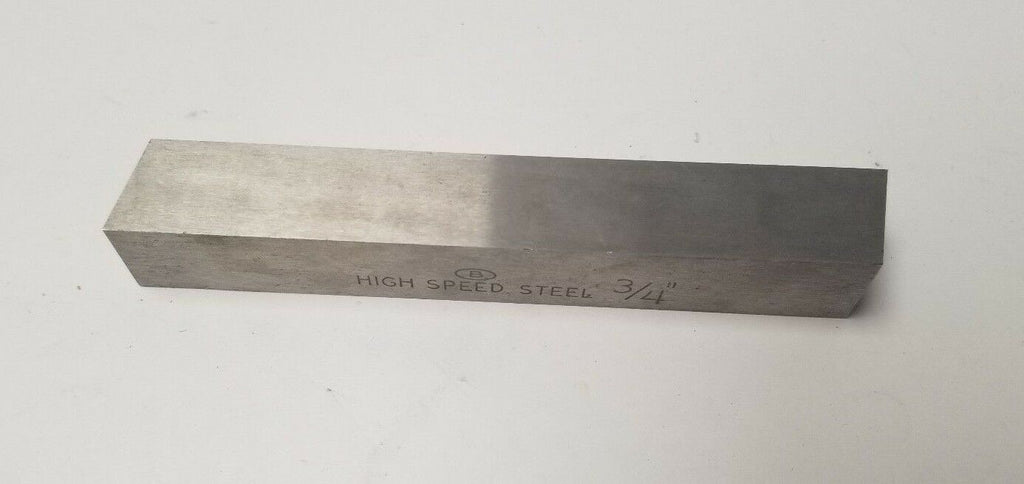 B
HIGH SPEED STEEL 3/4"